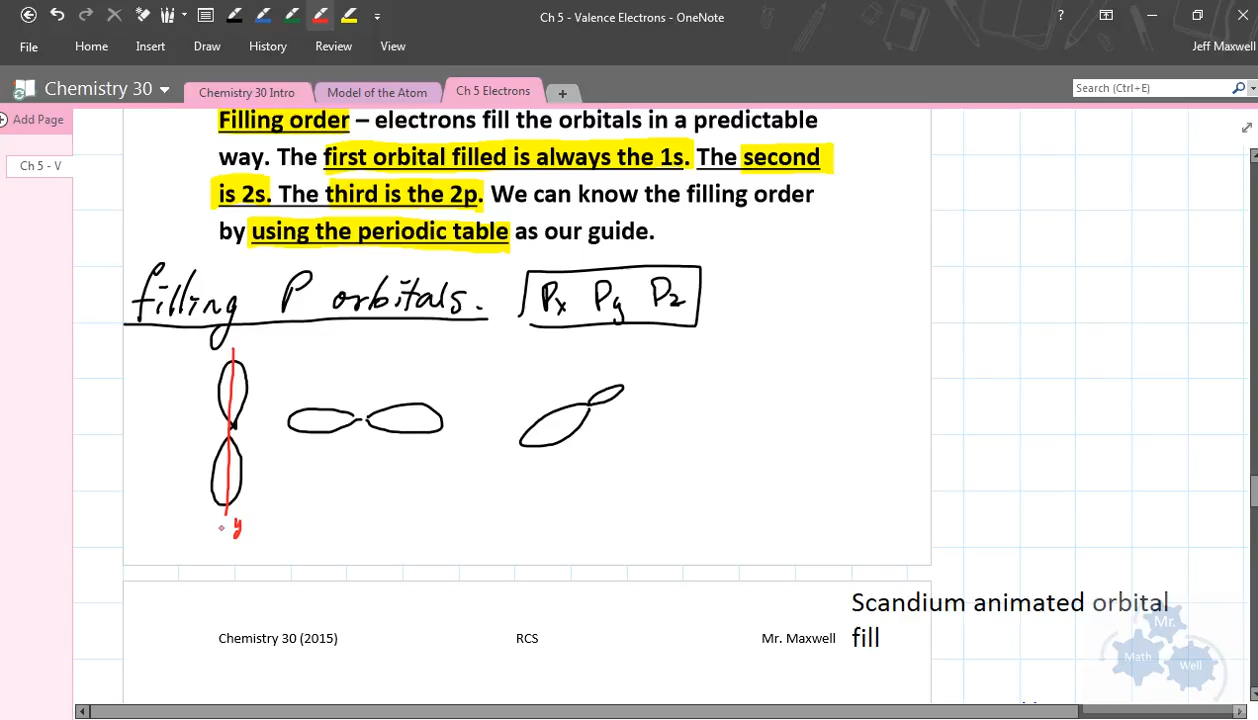 Ch 5 - Valence Electrons - OneNote
?
File Home Insert Draw History Review View
Jeff Maxwell
Chemistry 30
Chemistry 30 Intro
Model of the Atom
Ch 5 Electrons
Search (Ctrl+E)
Add Page
Ch 5 - V
Filling order – electrons fill the orbitals in a predictable
way. The first orbital filled is always the 1s. The second
is 2s. The third is the 2p. We can know the filling order
by using the periodic table as our guide.
filling P orbitals.
Px Py Pz
y
Scandium animated orbital
fill
Chemistry 30 (2015)
RCS
Mr. Maxwell
Mr.
Math
Well